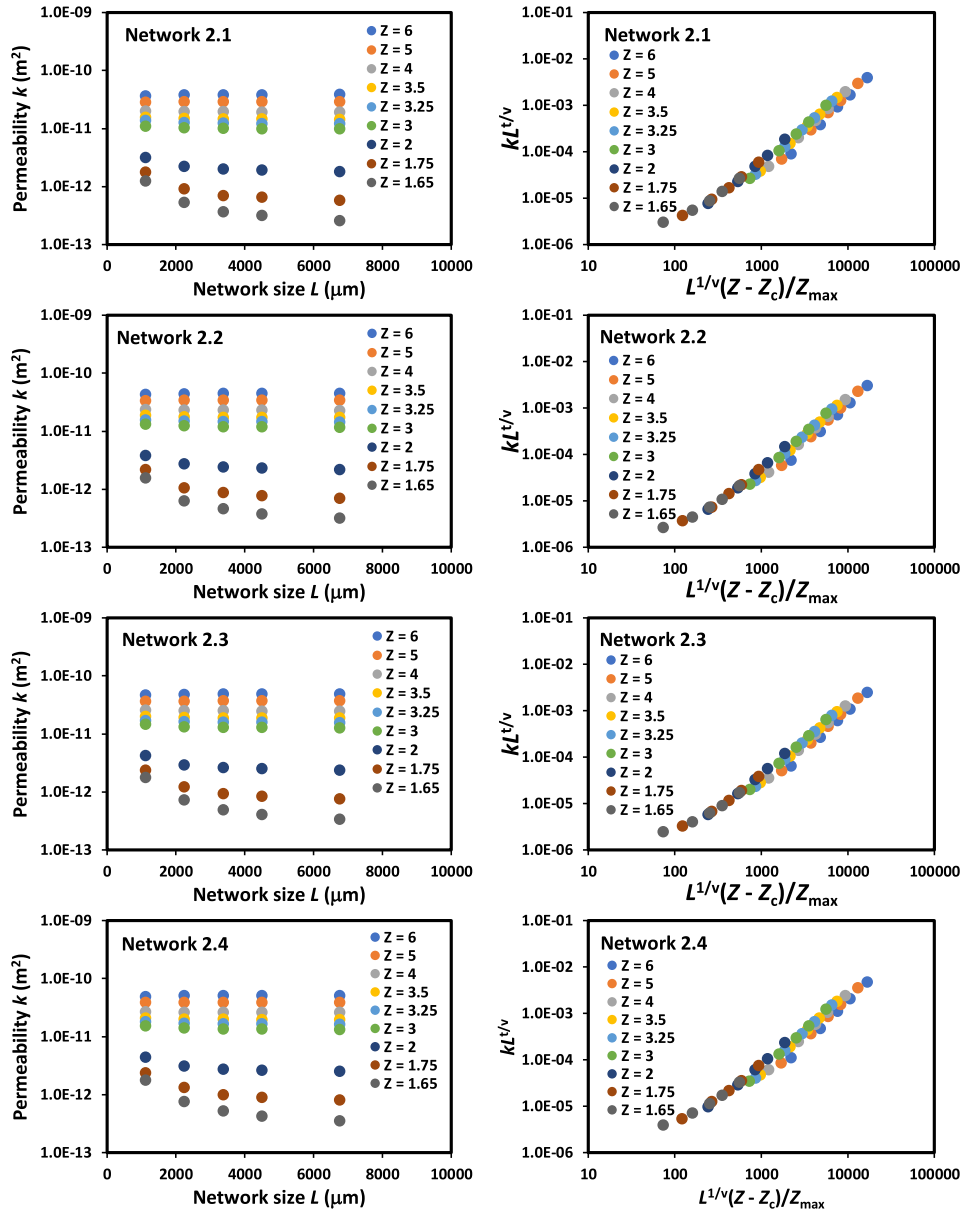 Network 2.1
Permeability k (m²)
1.0E-09
1.0E-10
1.0E-11
1.0E-12
1.0E-13
Z = 6
Z = 5
Z = 4
Z = 3.5
Z = 3.25
Z = 3
Z = 2
Z = 1.75
Z = 1.65
0 2000 4000 6000 8000 10000
Network size L (μm)
Network 2.1
kL^t/ν
1.0E-01
1.0E-02
1.0E-03
1.0E-04
1.0E-05
1.0E-06
Z = 6
Z = 5
Z = 4
Z = 3.5
Z = 3.25
Z = 3
Z = 2
Z = 1.75
Z = 1.65
10 100 1000 10000 100000
L^1/ν(Z - Zc)/Zmax
Network 2.2
Permeability k (m²)
1.0E-09
1.0E-10
1.0E-11
1.0E-12
1.0E-13
Z = 6
Z = 5
Z = 4
Z = 3.5
Z = 3.25
Z = 3
Z = 2
Z = 1.75
Z = 1.65
0 2000 4000 6000 8000 10000
Network size L (μm)
Network 2.2
kL^t/ν
1.0E-01
1.0E-02
1.0E-03
1.0E-04
1.0E-05
1.0E-06
Z = 6
Z = 5
Z = 4
Z = 3.5
Z = 3.25
Z = 3
Z = 2
Z = 1.75
Z = 1.65
10 100 1000 10000 100000
L^1/ν(Z - Zc)/Zmax
Network 2.3
Permeability k (m²)
1.0E-09
1.0E-10
1.0E-11
1.0E-12
1.0E-13
Z = 6
Z = 5
Z = 4
Z = 3.5
Z = 3.25
Z = 3
Z = 2
Z = 1.75
Z = 1.65
0 2000 4000 6000 8000 10000
Network size L (μm)
Network 2.3
kL^t/ν
1.0E-01
1.0E-02
1.0E-03
1.0E-04
1.0E-05
1.0E-06
Z = 6
Z = 5
Z = 4
Z = 3.5
Z = 3.25
Z = 3
Z = 2
Z = 1.75
Z = 1.65
10 100 1000 10000 100000
L^1/ν(Z - Zc)/Zmax
Network 2.4
Permeability k (m²)
1.0E-09
1.0E-10
1.0E-11
1.0E-12
1.0E-13
Z = 6
Z = 5
Z = 4
Z = 3.5
Z = 3.25
Z = 3
Z = 2
Z = 1.75
Z = 1.65
0 2000 4000 6000 8000 10000
Network size L (μm)
Network 2.4
kL^t/ν
1.0E-01
1.0E-02
1.0E-03
1.0E-04
1.0E-05
1.0E-06
Z = 6
Z = 5
Z = 4
Z = 3.5
Z = 3.25
Z = 3
Z = 2
Z = 1.75
Z = 1.65
10 100 1000 10000 100000
L^1/ν(Z - Zc)/Zmax